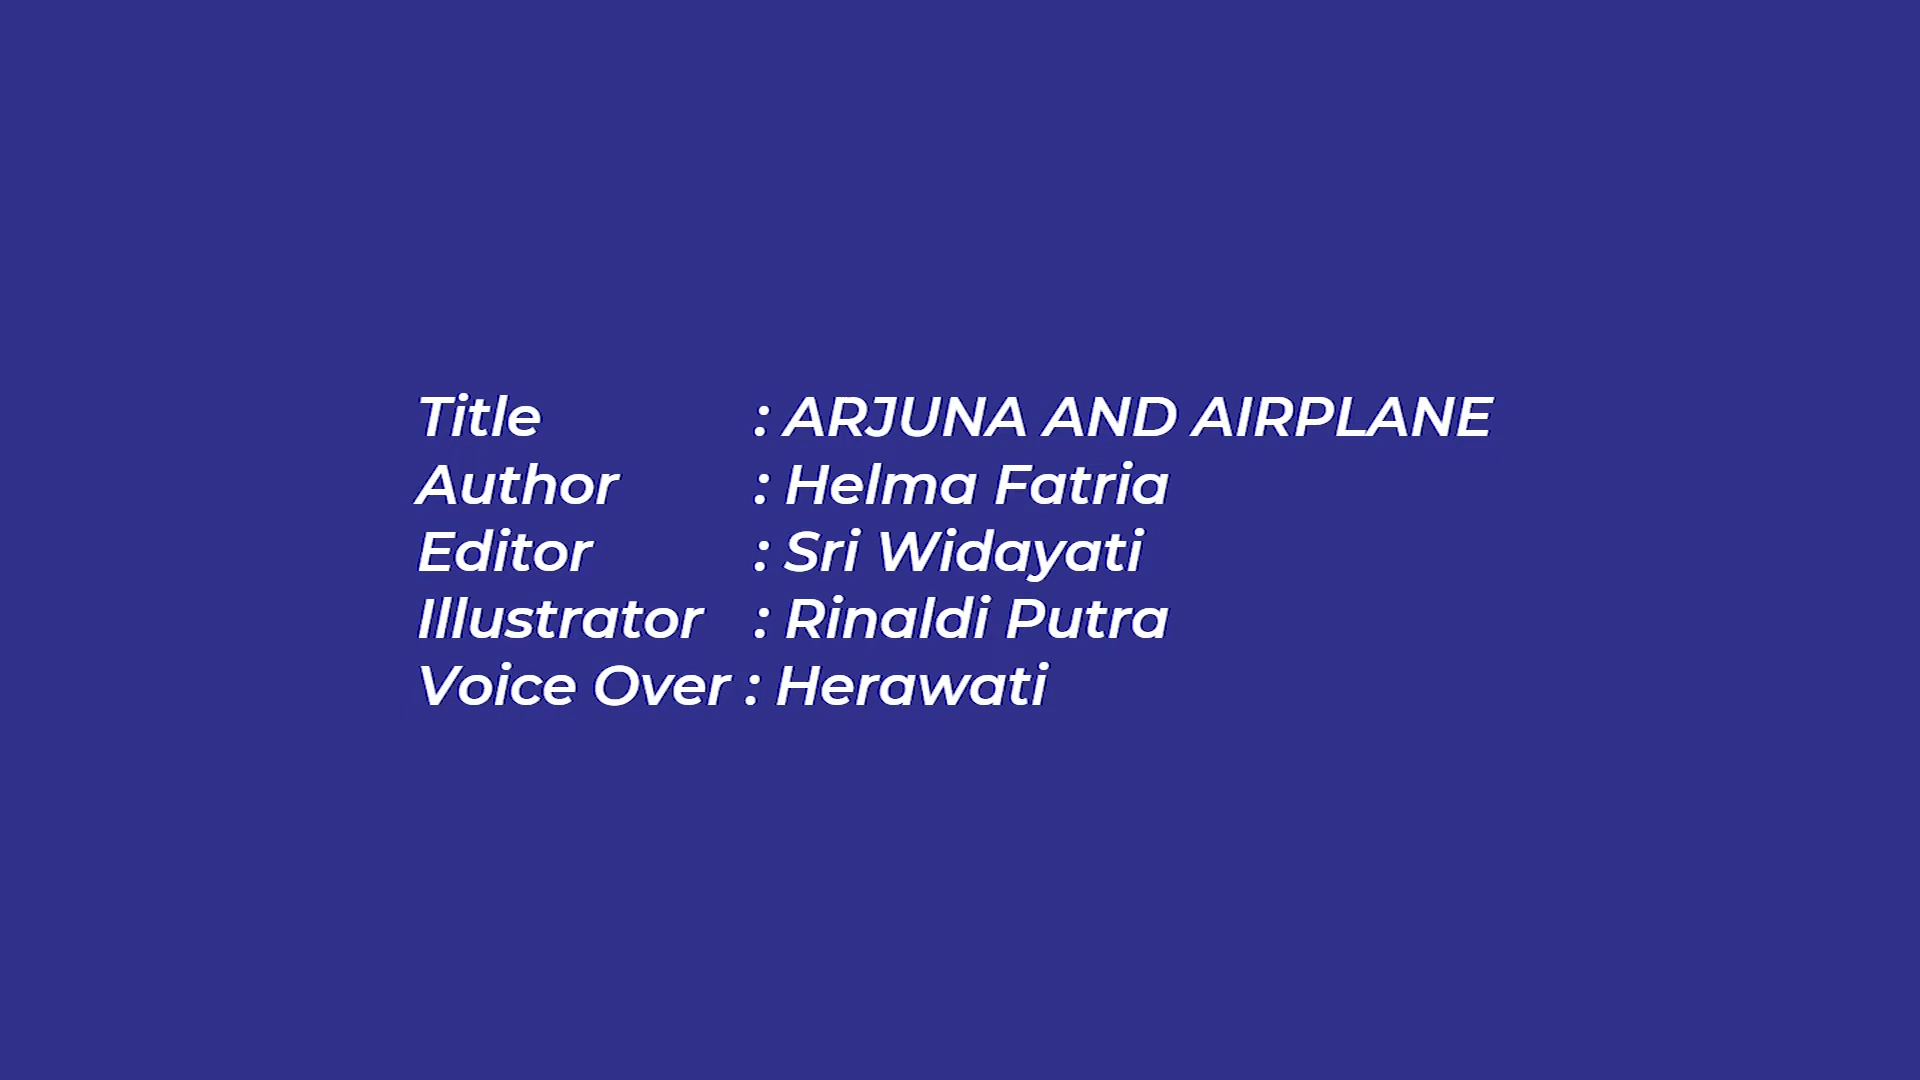 Title : ARJUNA AND AIRPLANE
Author : Helma Fatria
Editor : Sri Widayati
Illustrator : Rinaldi Putra
Voice Over : Herawati